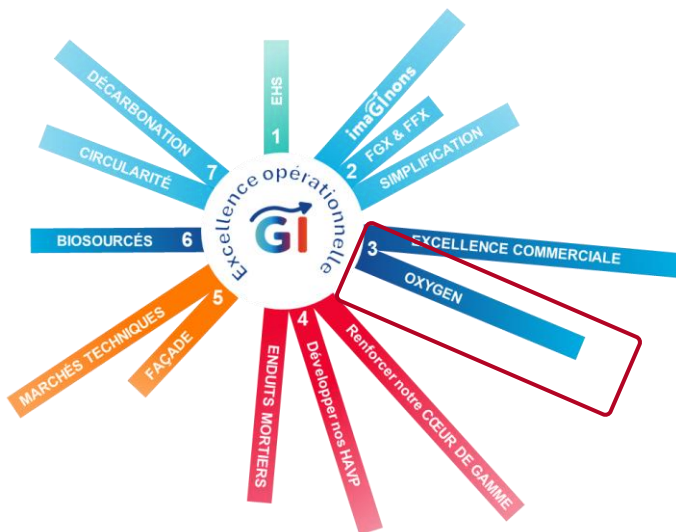 Excellence opérationnelle
GI
1
EHS
imaGInons
2
FGX & FFX
SIMPLIFICATION
3
EXCELLENCE COMMERCIALE
OXYGEN
4
Renforcer notre CŒUR DE GAMME
Développer nos HAVP
ENDUITS MORTIERS
5
FAÇADE
MARCHÉS TECHNIQUES
6
BIOSOURCÉS
7
CIRCULARITÉ
DÉCARBONATION